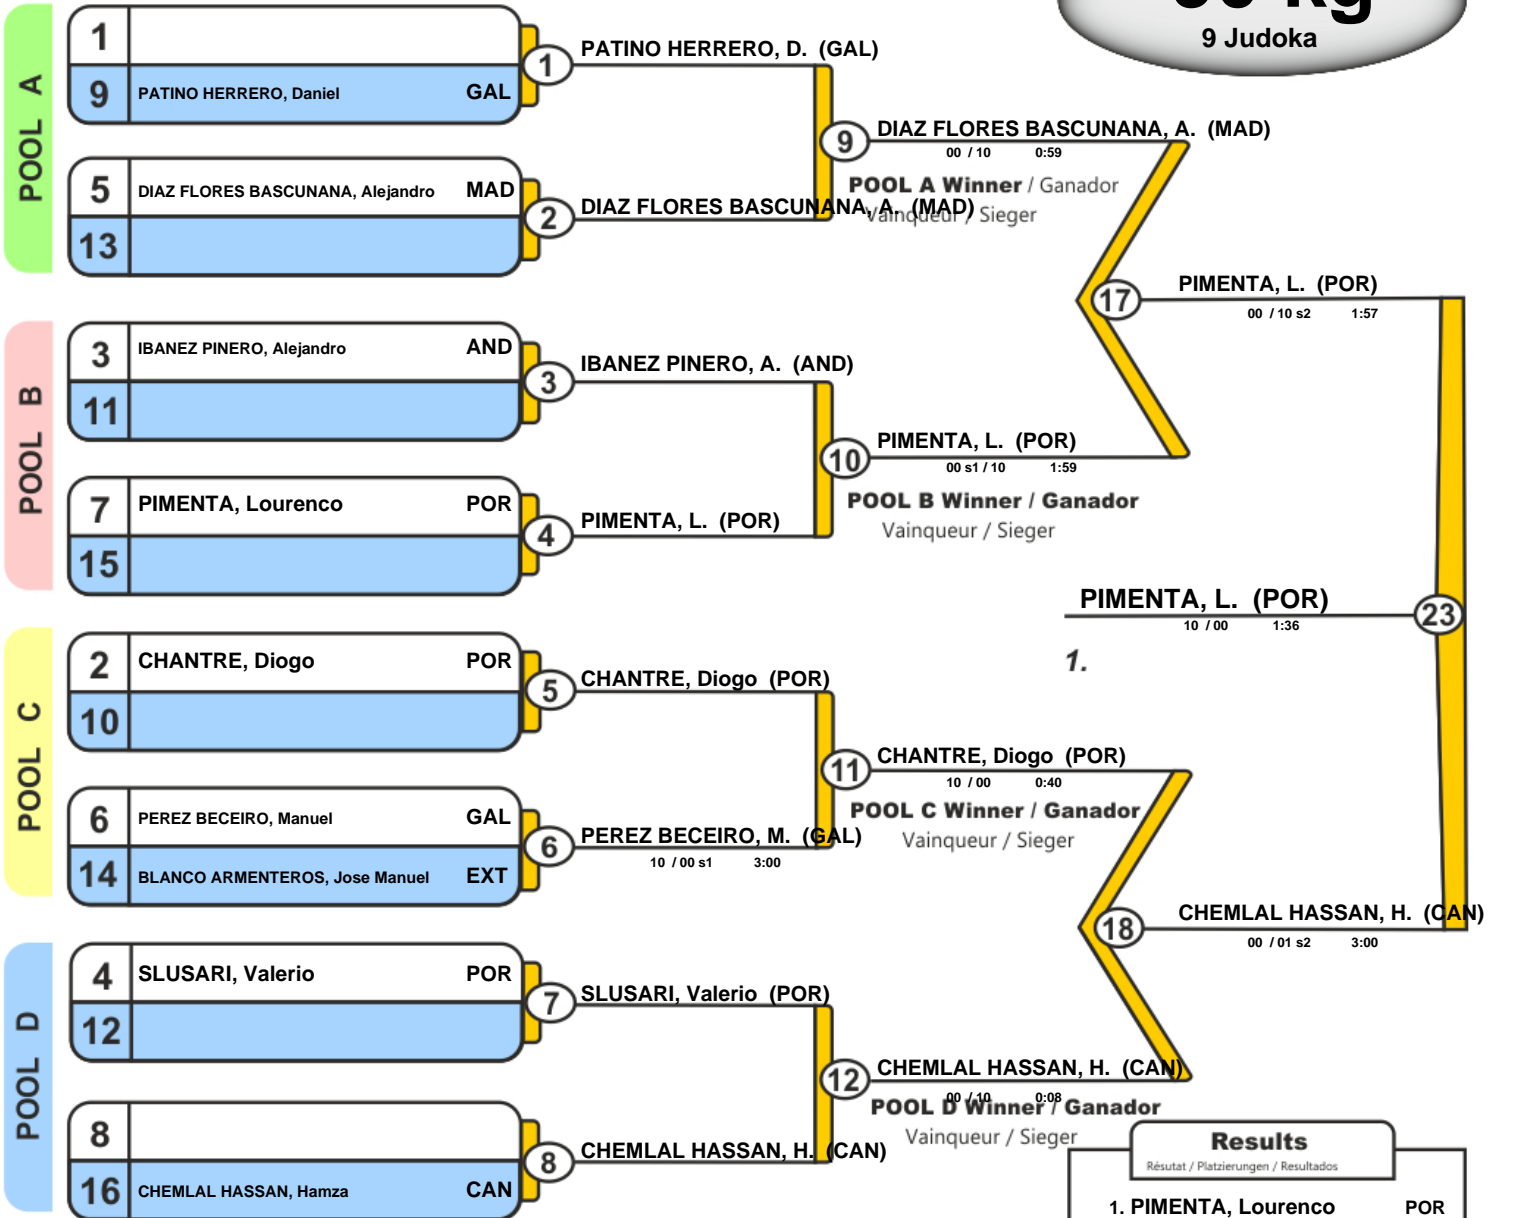 9 Judoka
POOL A
1
9 PATINO HERRERO, Daniel GAL
5 DIAZ FLORES BASCUNANA, Alejandro MAD
13
1 PATINO HERRERO, D. (GAL)
2 DIAZ FLORES BASCUNANA, A. (MAD)
9 DIAZ FLORES BASCUNANA, A. (MAD)
00 / 10 0:59
POOL A Winner / Ganador
Vainqueur / Sieger
POOL B
3 IBANEZ PINERO, Alejandro AND
11
7 PIMENTA, Lourenco POR
15
3 IBANEZ PINERO, A. (AND)
4 PIMENTA, L. (POR)
10 PIMENTA, L. (POR)
00 s1 / 10 1:59
POOL B Winner / Ganador
Vainqueur / Sieger
17 PIMENTA, L. (POR)
00 / 10 s2 1:57
PIMENTA, L. (POR) 23
10 / 00 1:36
1.
POOL C
2 CHANTRE, Diogo POR
10
6 PEREZ BECEIRO, Manuel GAL
14 BLANCO ARMENTEROS, Jose Manuel EXT
5 CHANTRE, Diogo (POR)
6 PEREZ BECEIRO, M. (GAL)
10 / 00 s1 3:00
11 CHANTRE, Diogo (POR)
10 / 00 0:40
POOL C Winner / Ganador
Vainqueur / Sieger
18 CHEMLAL HASSAN, H. (CAN)
00 / 01 s2 3:00
POOL D
4 SLUSARI, Valerio POR
12
8
16 CHEMLAL HASSAN, Hamza CAN
7 SLUSARI, Valerio (POR)
8 CHEMLAL HASSAN, H. (CAN)
12 CHEMLAL HASSAN, H. (CAN)
00 / 10 0:08
POOL D Winner / Ganador
Vainqueur / Sieger
Results
Résutat / Platzierungen / Resultados
1. PIMENTA, Lourenco POR